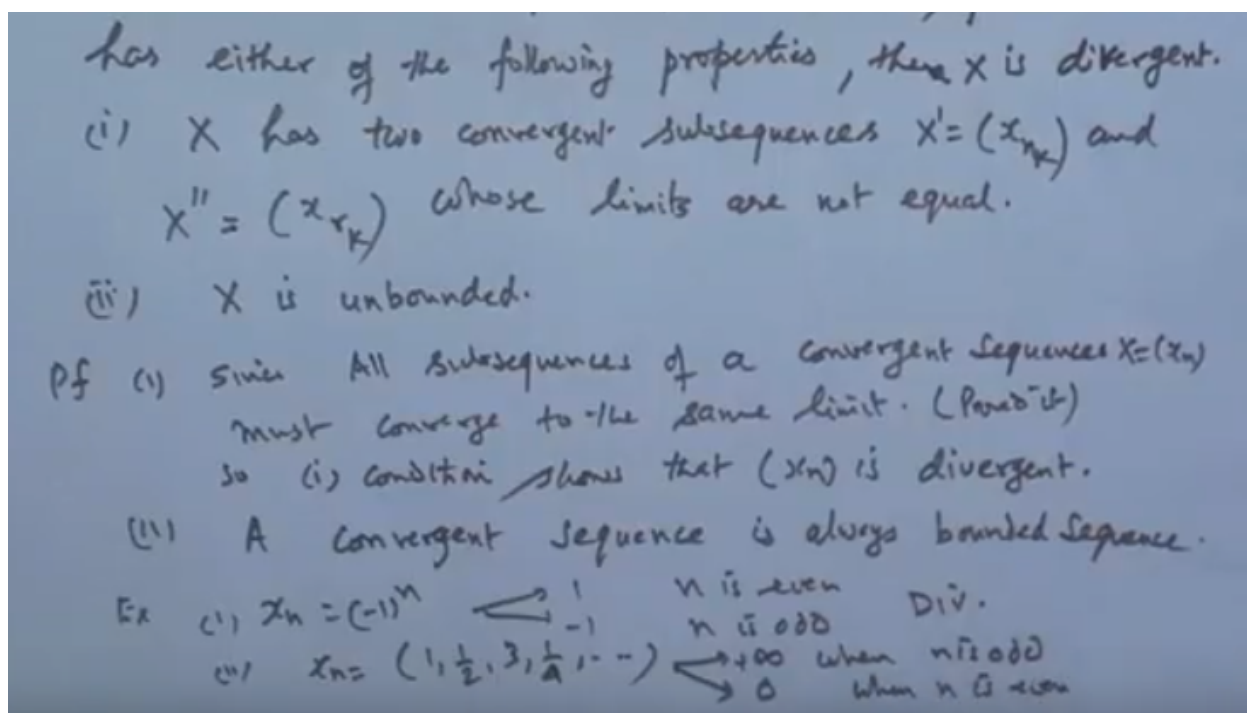 has either of the following properties, then X is divergent.
(i) X has two convergent subsequences X' = (x_{n_k}) and
X'' = (x_{r_k}) whose limits are not equal.
(ii) X is unbounded.
Pf (i) Since All subsequences of a convergent Sequences X=(x_n)
must converge to the same limit. (Prove it)
So (i) condition shows that (x_n) is divergent.
(ii) A convergent sequence is always bounded Sequence.
Ex (i) x_n = (-1)^n 1 n is even Div.
-1 n is odd
(ii) x_n = (1, 1/2, 3, 1/4, ...) +∞ when n is odd
0 when n is even